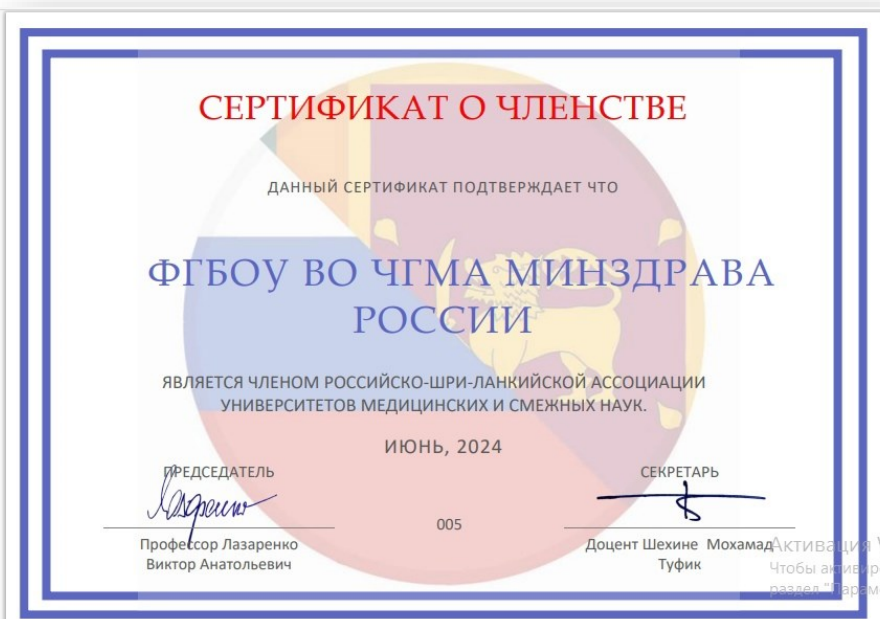 СЕРТИФИКАТ О ЧЛЕНСТВЕ
ДАННЫЙ СЕРТИФИКАТ ПОДТВЕРЖДАЕТ ЧТО
ФГБОУ ВО ЧГМА МИНЗДРАВА
РОССИИ
ЯВЛЯЕТСЯ ЧЛЕНОМ РОССИЙСКО-ШРИ-ЛАНКИЙСКОЙ АССОЦИАЦИИ
УНИВЕРСИТЕТОВ МЕДИЦИНСКИХ И СМЕЖНЫХ НАУК.
ИЮНЬ, 2024
ПРЕДСЕДАТЕЛЬ
СЕКРЕТАРЬ
005
Профессор Лазаренко
Виктор Анатольевич
Доцент Шехине Мохамад
Туфик
Активация
Чтобы
раздел